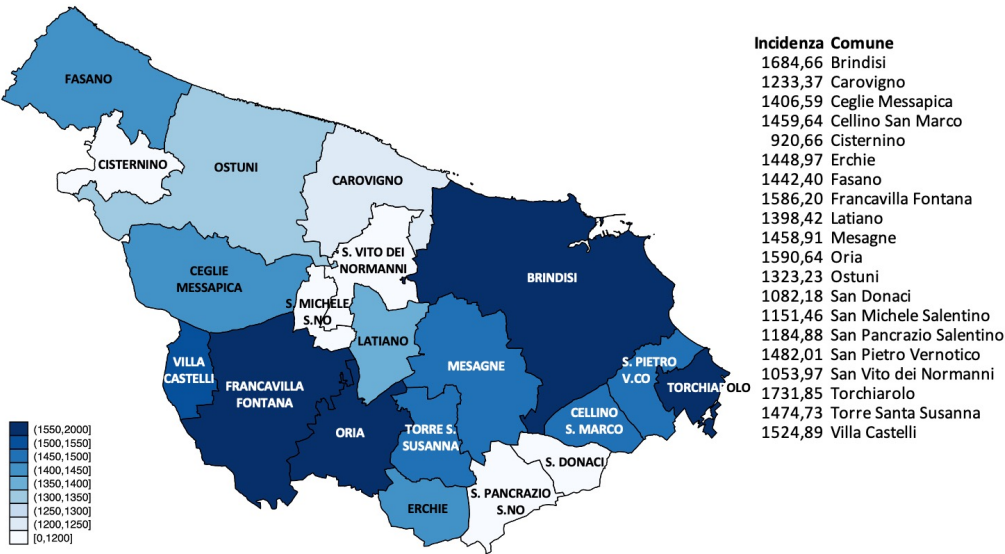 FASANO
CISTERNINO
OSTUNI
CAROVIGNO
S. VITO DEI
NORMANNI
CEGLIE
MESSAPICA
S. MICHELE
S.NO
BRINDISI
LATIANO
VILLA
CASTELLI
FRANCAVILLA
FONTANA
MESAGNE
S. PIETRO
V.CO
TORCHIAROLO
CELLINO
S. MARCO
ORIA
TORRE S.
SUSANNA
S. DONACI
S. PANCRAZIO
S.NO
ERCHIE
(1550,2000]
(1500,1550]
(1450,1500]
(1400,1450]
(1350,1400]
(1300,1350]
(1250,1300]
(1200,1250]
[0,1200]
Incidenza Comune
1684,66 Brindisi
1233,37 Carovigno
1406,59 Ceglie Messapica
1459,64 Cellino San Marco
920,66 Cisternino
1448,97 Erchie
1442,40 Fasano
1586,20 Francavilla Fontana
1398,42 Latiano
1458,91 Mesagne
1590,64 Oria
1323,23 Ostuni
1082,18 San Donaci
1151,46 San Michele Salentino
1184,88 San Pancrazio Salentino
1482,01 San Pietro Vernotico
1053,97 San Vito dei Normanni
1731,85 Torchiarolo
1474,73 Torre Santa Susanna
1524,89 Villa Castelli